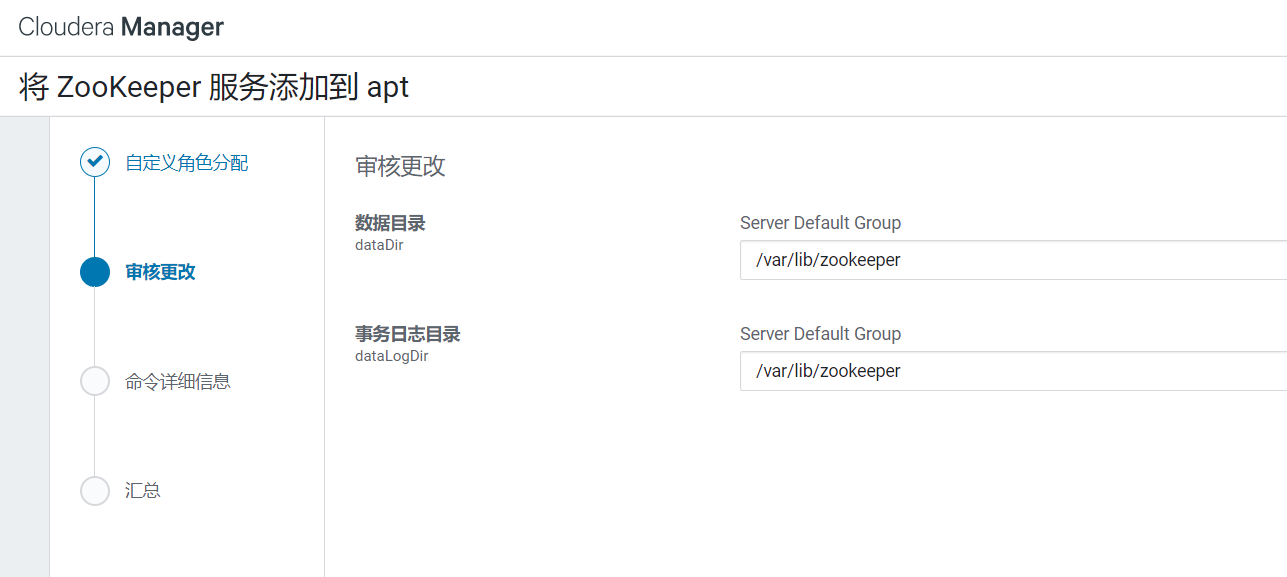 Cloudera Manager
将 ZooKeeper 服务添加到 apt
自定义角色分配
审核更改
命令详细信息
汇总
审核更改
数据目录
dataDir
Server Default Group
/var/lib/zookeeper
事务日志目录
dataLogDir
Server Default Group
/var/lib/zookeeper